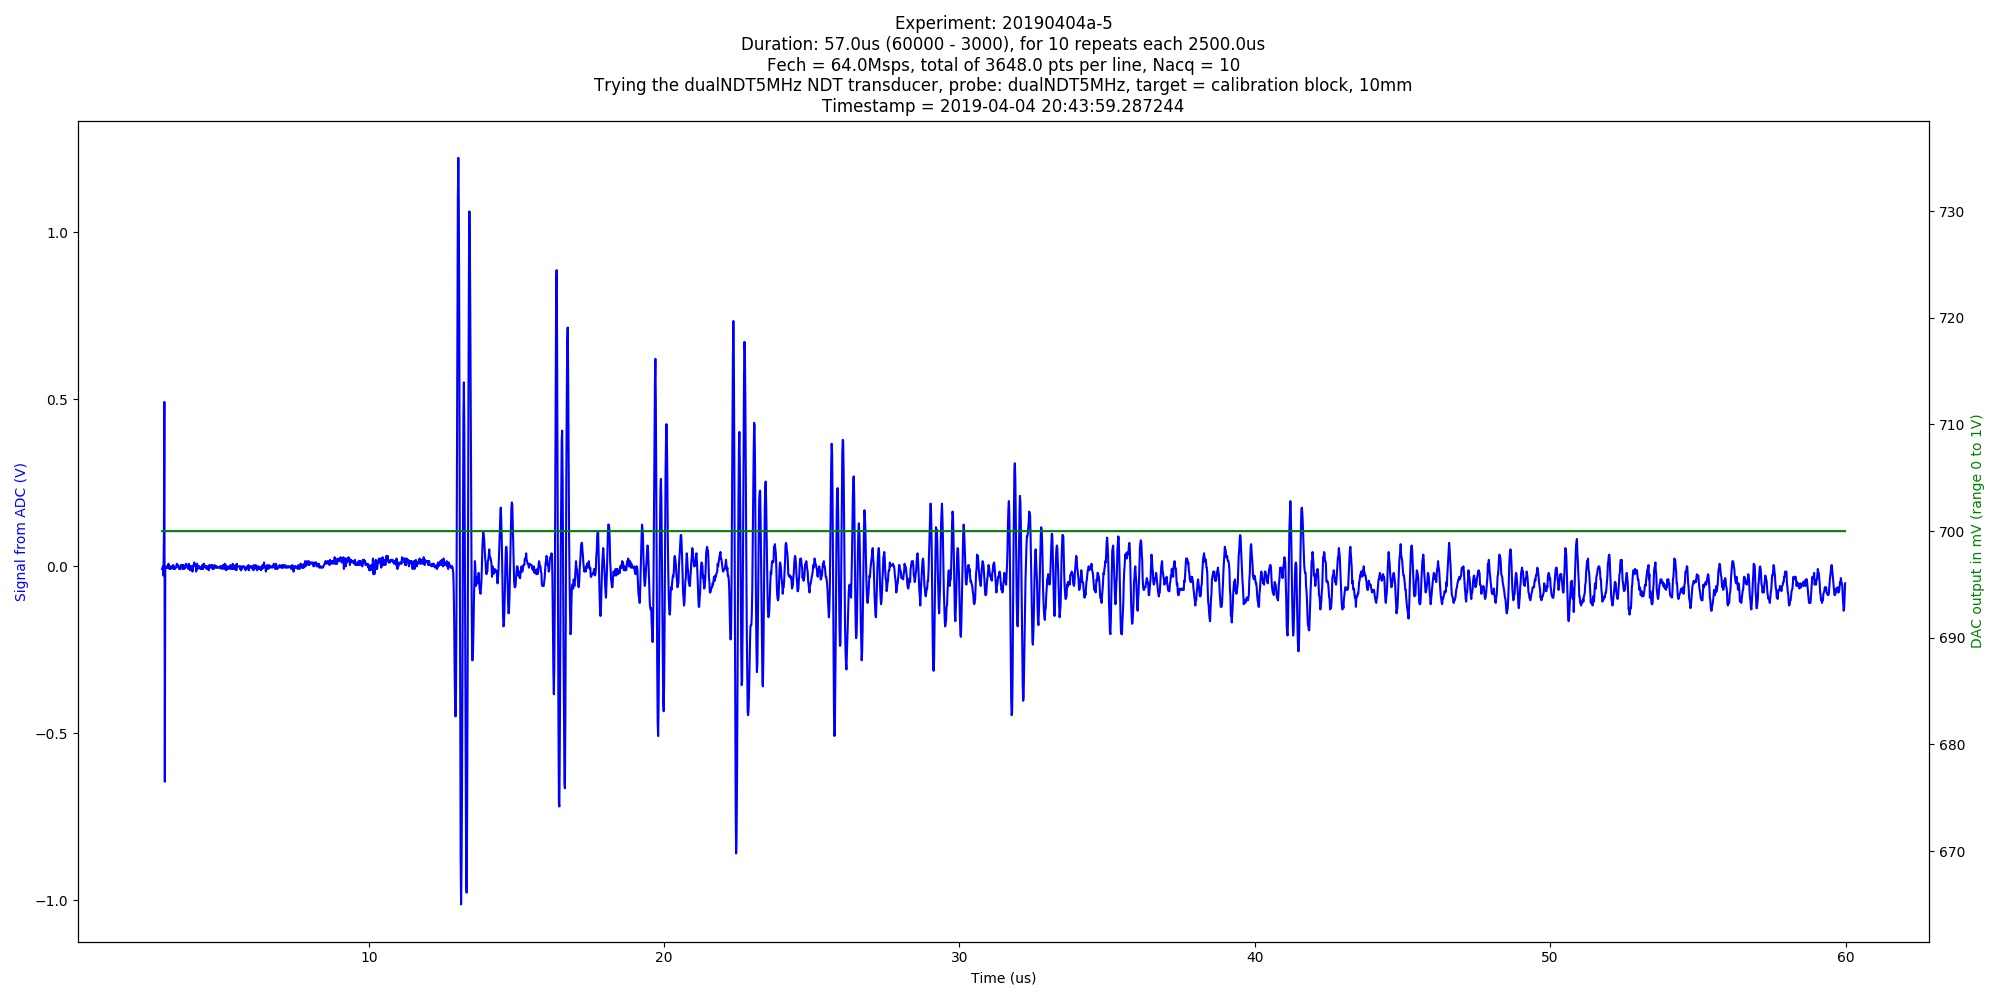 Experiment: 20190404a-5
Duration: 57.0us (60000 - 3000), for 10 repeats each 2500.0us
Fech = 64.0Msps, total of 3648.0 pts per line, Nacq = 10
Trying the dualNDT5MHz NDT transducer, probe: dualNDT5MHz, target = calibration block, 10mm
Timestamp = 2019-04-04 20:43:59.287244
Signal from ADC (V)
1.0
0.5
0.0
−0.5
−1.0
730
720
710
700
690
680
670
DAC output in mV (range 0 to 1V)
10
20
30
40
50
60
Time (us)